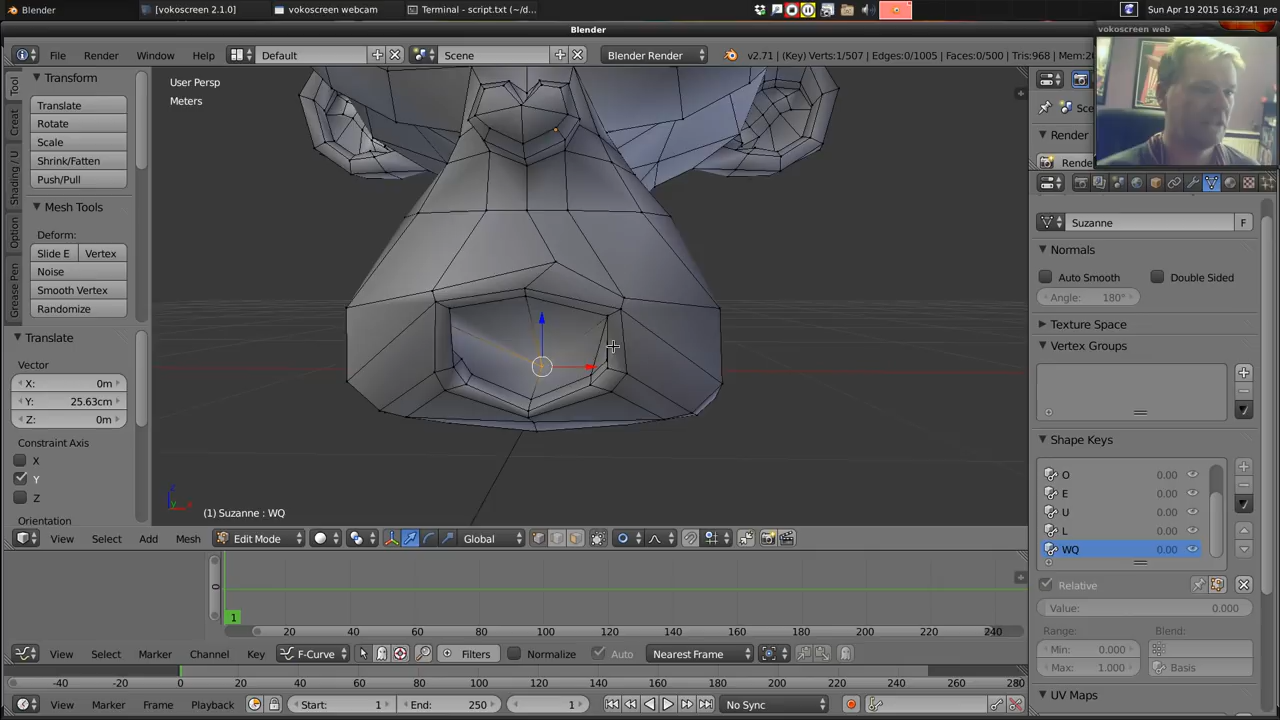 Blender
[vokoscreen 2.1.0]
vokoscreen webcam
Terminal - script.txt (~/d...
Sun Apr 19 2015 16:37:41 pre
Blender
vokoscreen web
File
Render
Window
Help
Default
Scene
Blender Render
v2.71 | (Key) Verts:1/507 | Edges:0/1005 | Faces:0/500 | Tris:968 | Mem:2
Tool
Creat
Shading / U
Option
Grease Pen
Transform
Translate
Rotate
Scale
Shrink/Fatten
Push/Pull
Mesh Tools
Deform:
Slide E
Vertex
Noise
Smooth Vertex
Randomize
Translate
Vector
X: 0m
Y: 25.63cm
Z: 0m
Constraint Axis
X
Y
Z
Orientation
User Persp
Meters
(1) Suzanne : WQ
View
Select
Add
Mesh
Edit Mode
Global
Sce
Render
Rende
Suzanne
F
Normals
Auto Smooth
Double Sided
Angle: 180°
Texture Space
Vertex Groups
Shape Keys
O 0.00
E 0.00
U 0.00
L 0.00
WQ 0.00
Relative
Value: 0.000
Range:
Blend:
Min: 0.000
Max: 1.000
Basis
UV Maps
0
1
20 40 60 80 100 120 140 160 180 200 220 240
View
Select
Marker
Channel
Key
F-Curve
Filters
Normalize
Auto
Nearest Frame
-40 -20 0 20 40 60 80 100 120 140 160 180 200 220 240 260 280
View
Marker
Frame
Playback
Start: 1
End: 250
1
No Sync